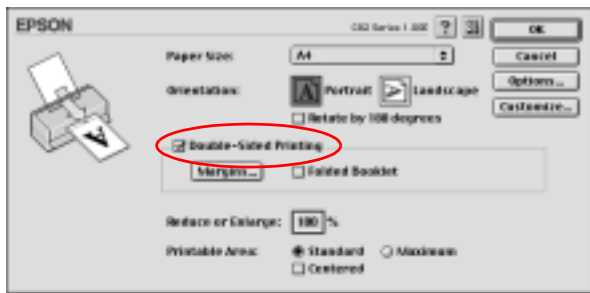 EPSON
C82 Series 1.00E ? OK
Paper Size: A4 Cancel
Orientation: A Portrait A Landscape Options...
Rotate by 180 degrees Customize...
Double-Sided Printing
Margins... Folded Booklet
Reduce or Enlarge: 100 %
Printable Area: Standard Maximum
Centered
A